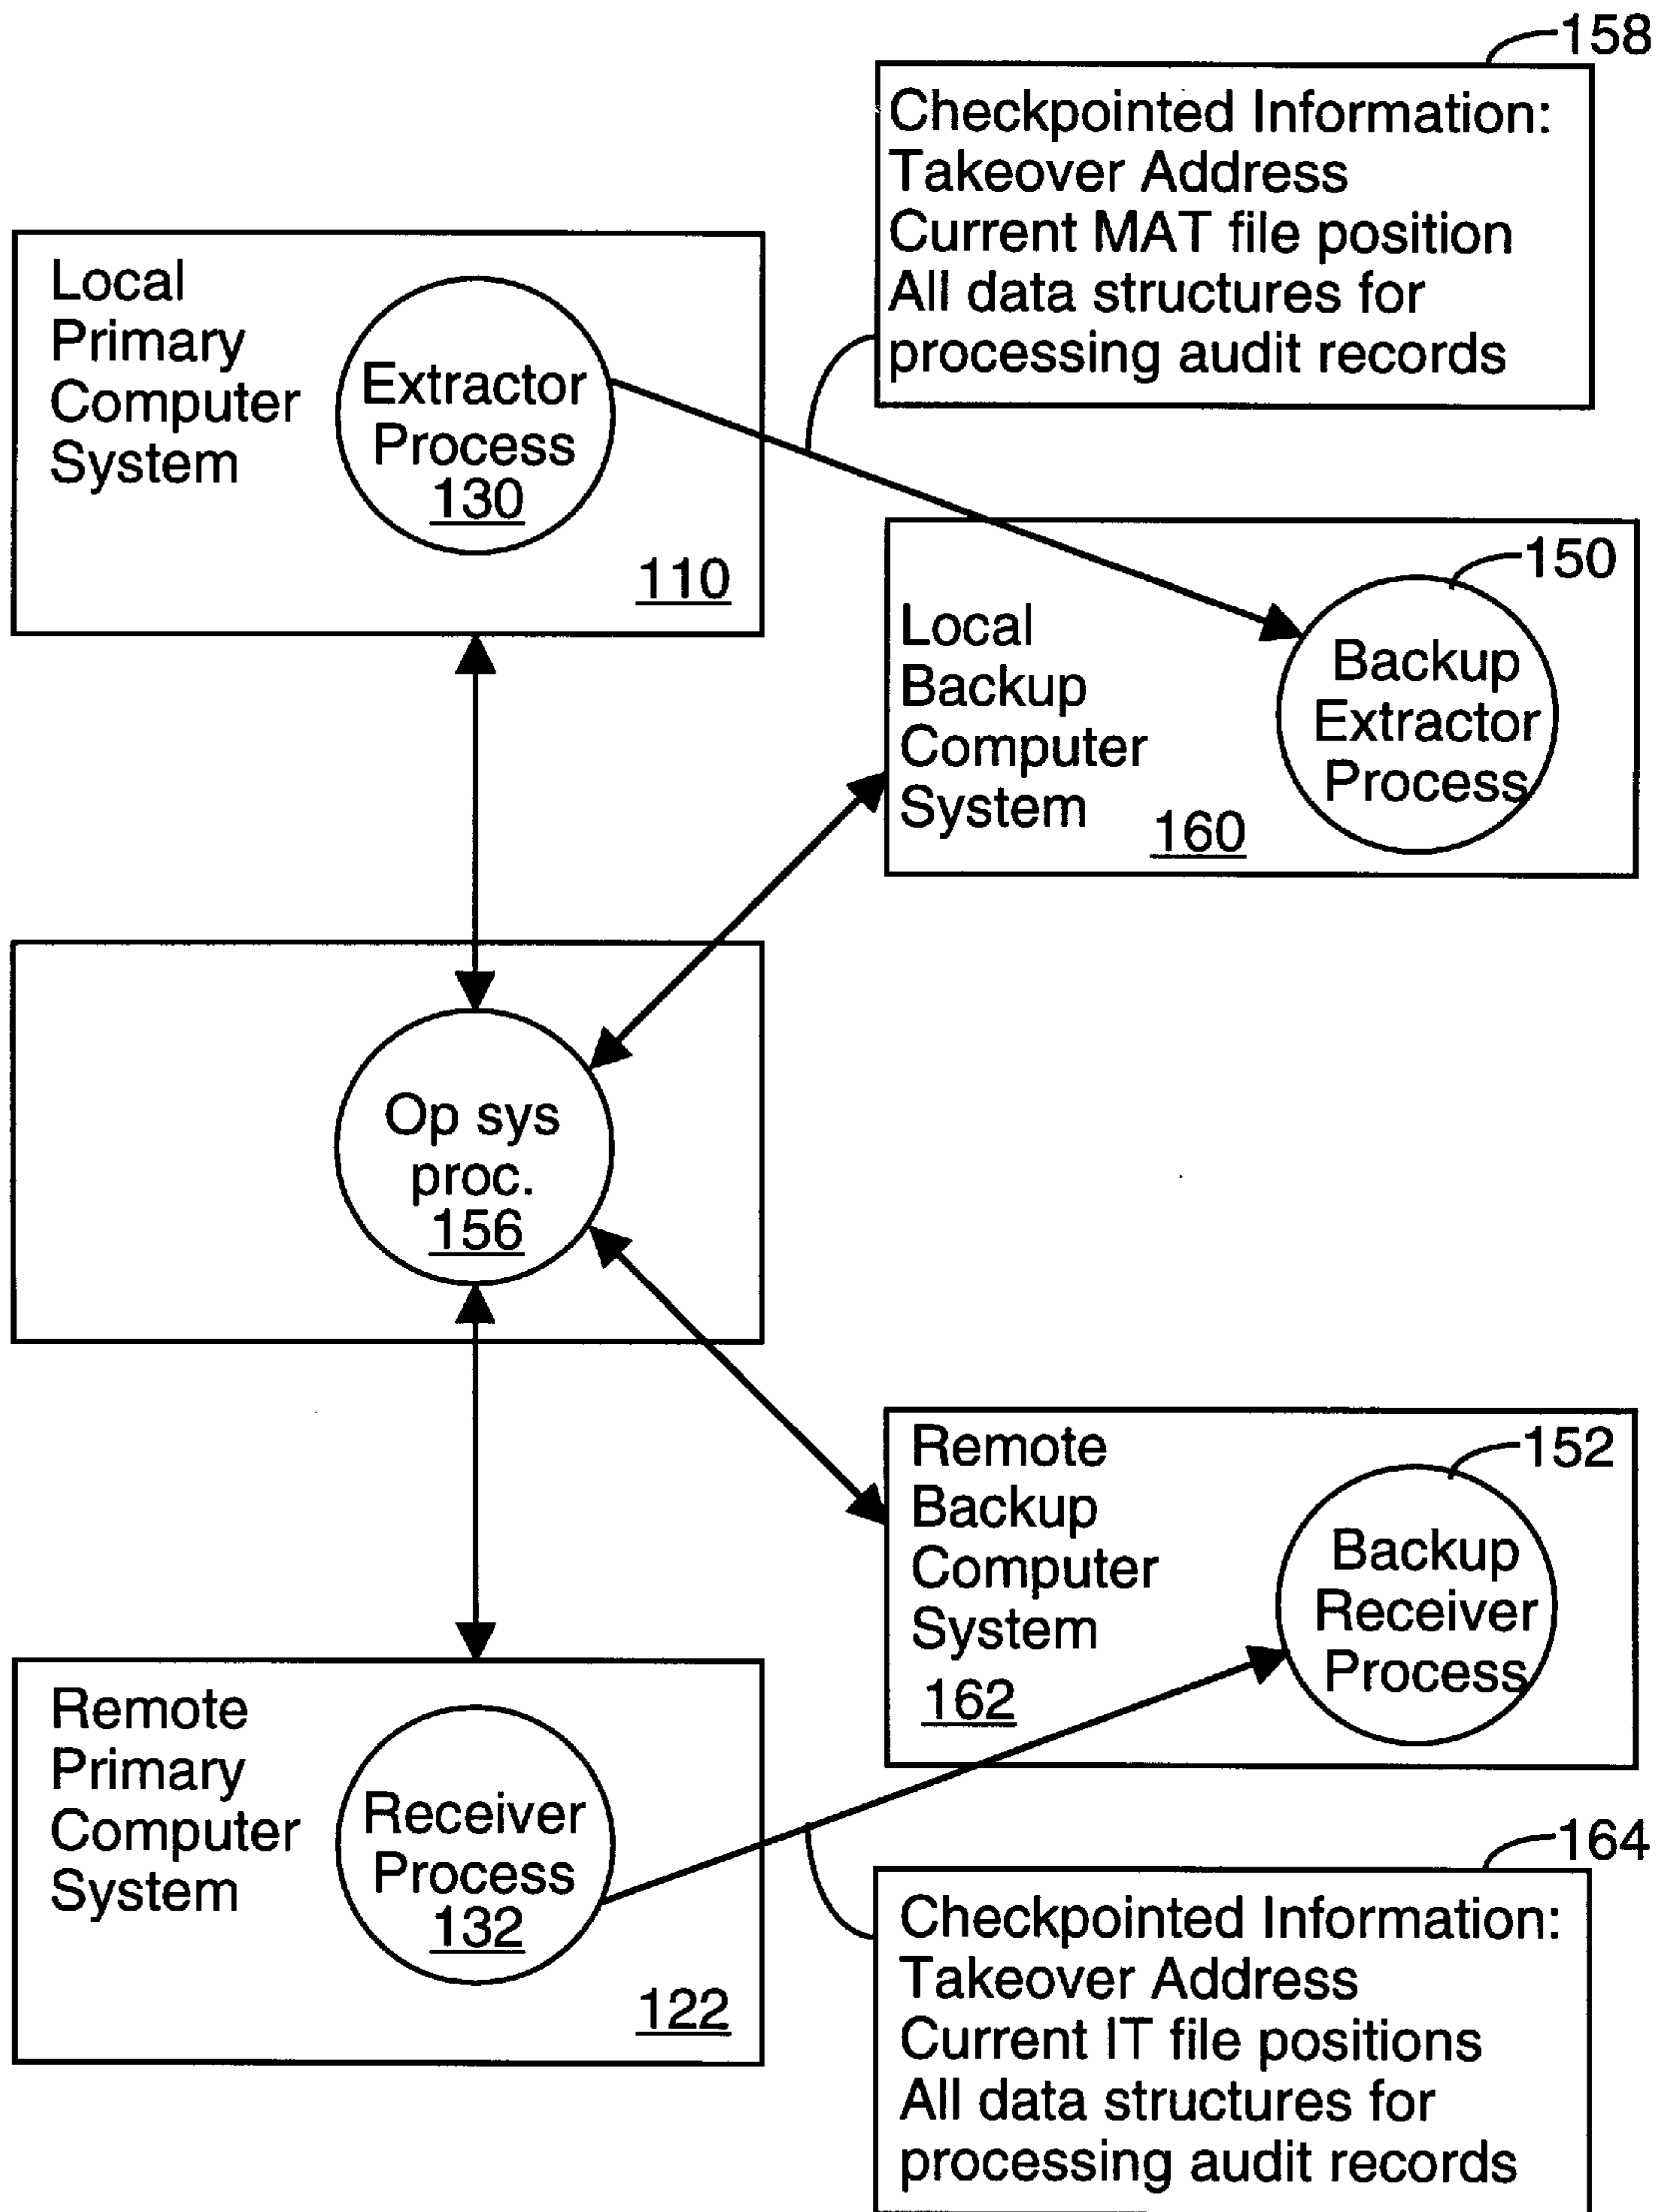 158
Checkpointed Information:
Takeover Address
Current MAT file position
All data structures for
processing audit records
Local
Primary
Computer
System
Extractor
Process
130
110
150
Local
Backup
Computer
System
160
Backup
Extractor
Process
Op sys
proc.
156
152
Remote
Backup
Computer
System
162
Backup
Receiver
Process
Remote
Primary
Computer
System
Receiver
Process
132
122
164
Checkpointed Information:
Takeover Address
Current IT file positions
All data structures for
processing audit records